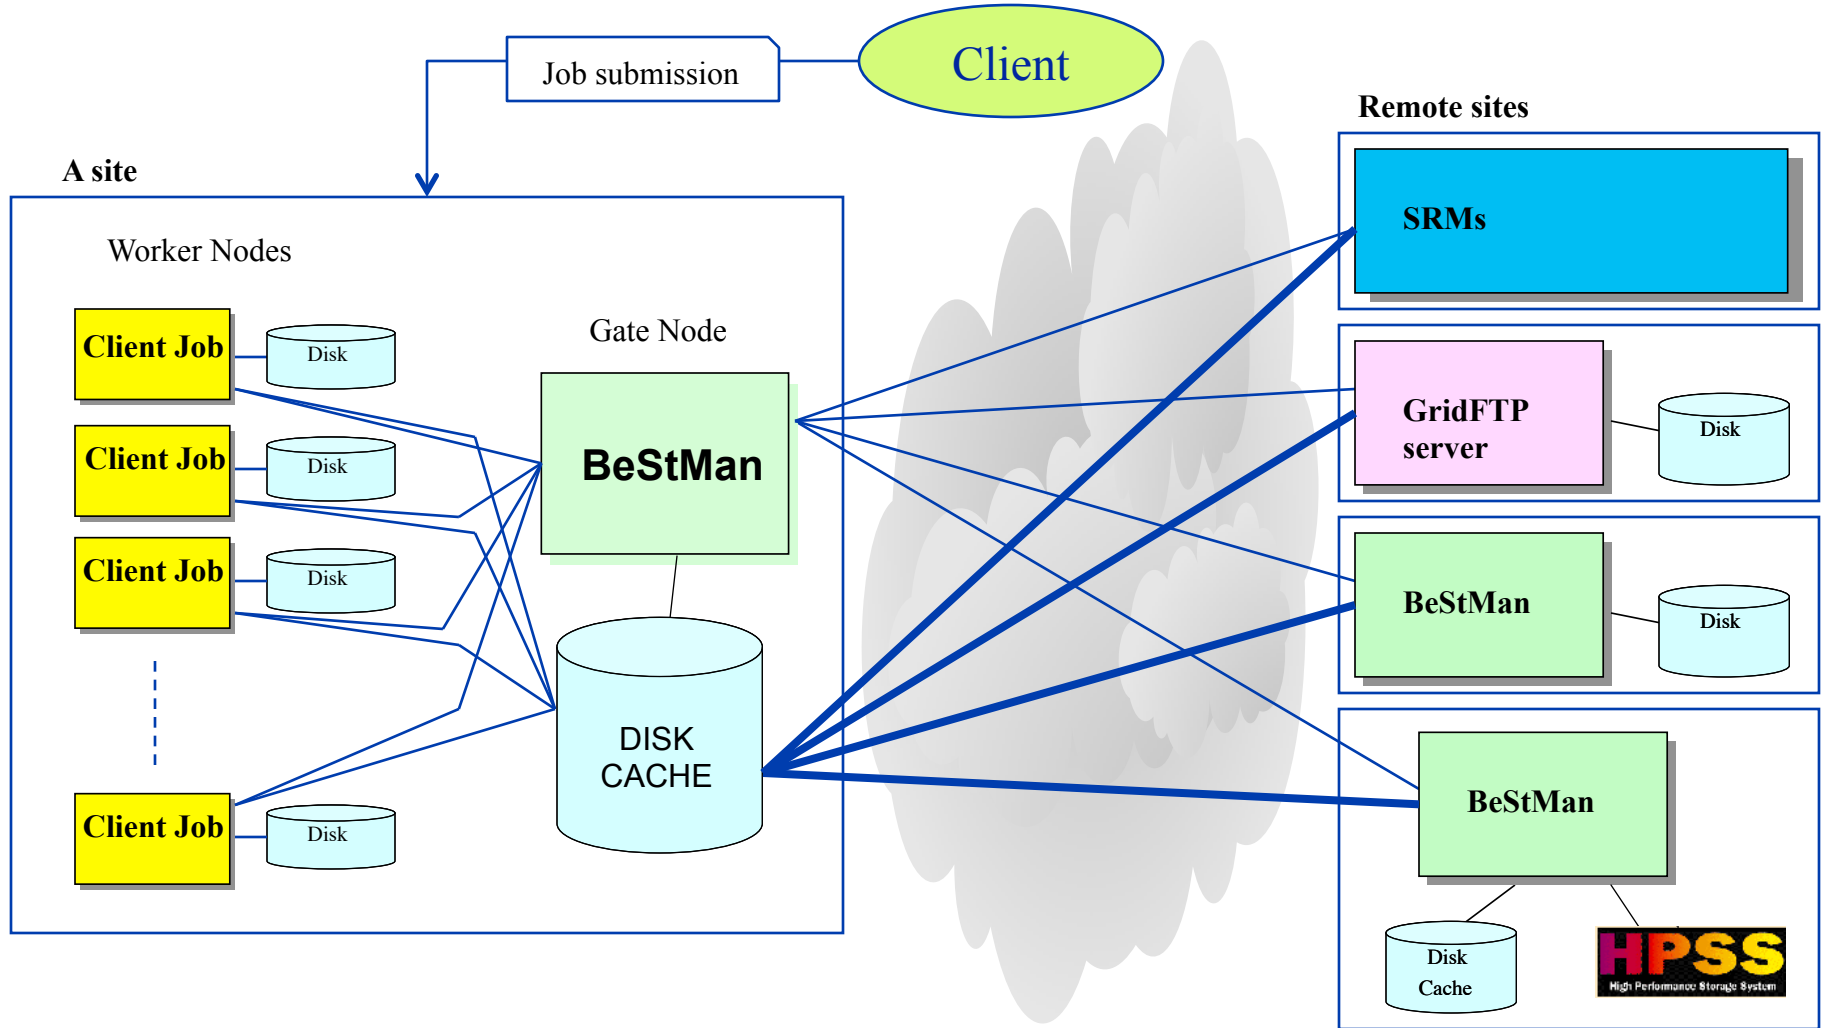 Client
Job submission
Remote sites
A site
SRMs
Worker Nodes
Gate Node
Client Job
Disk
BeStMan
GridFTP
server
Disk
Client Job
Disk
Client Job
Disk
BeStMan
Disk
DISK
CACHE
BeStMan
Client Job
Disk
Disk
Cache
HPSS
High Performance Storage System